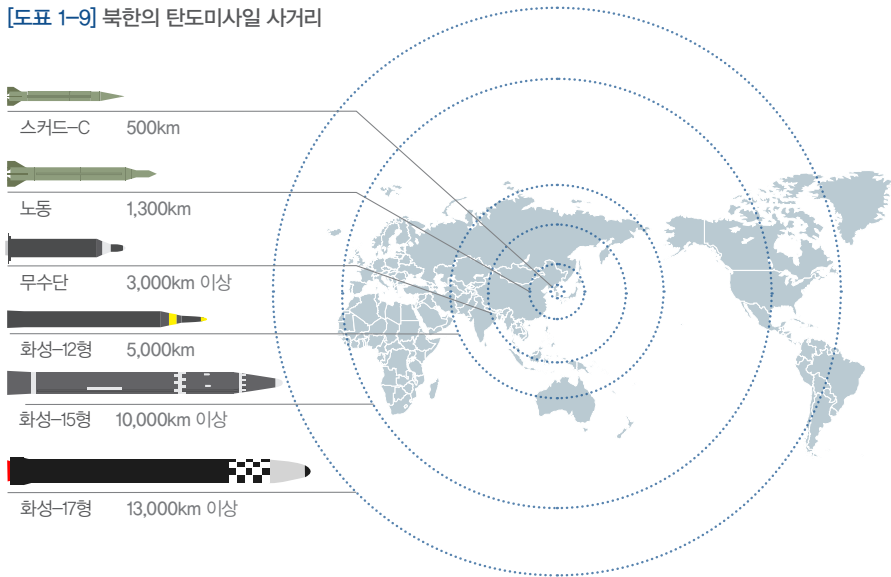 [도표 1-9] 북한의 탄도미사일 사거리
스커드-C 500km
노동 1,300km
무수단 3,000km 이상
화성-12형 5,000km
화성-15형 10,000km 이상
화성-17형 13,000km 이상